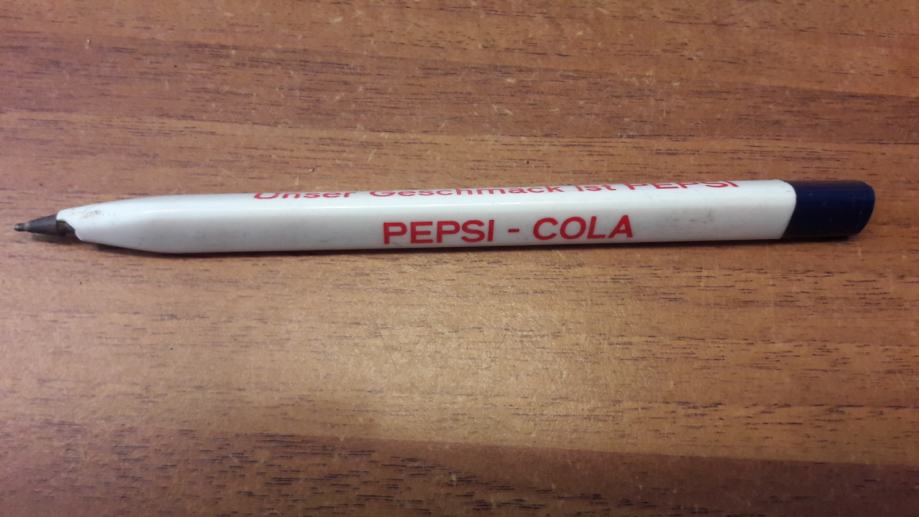 Unser Geschmack ist PEPSI
PEPSI - COLA